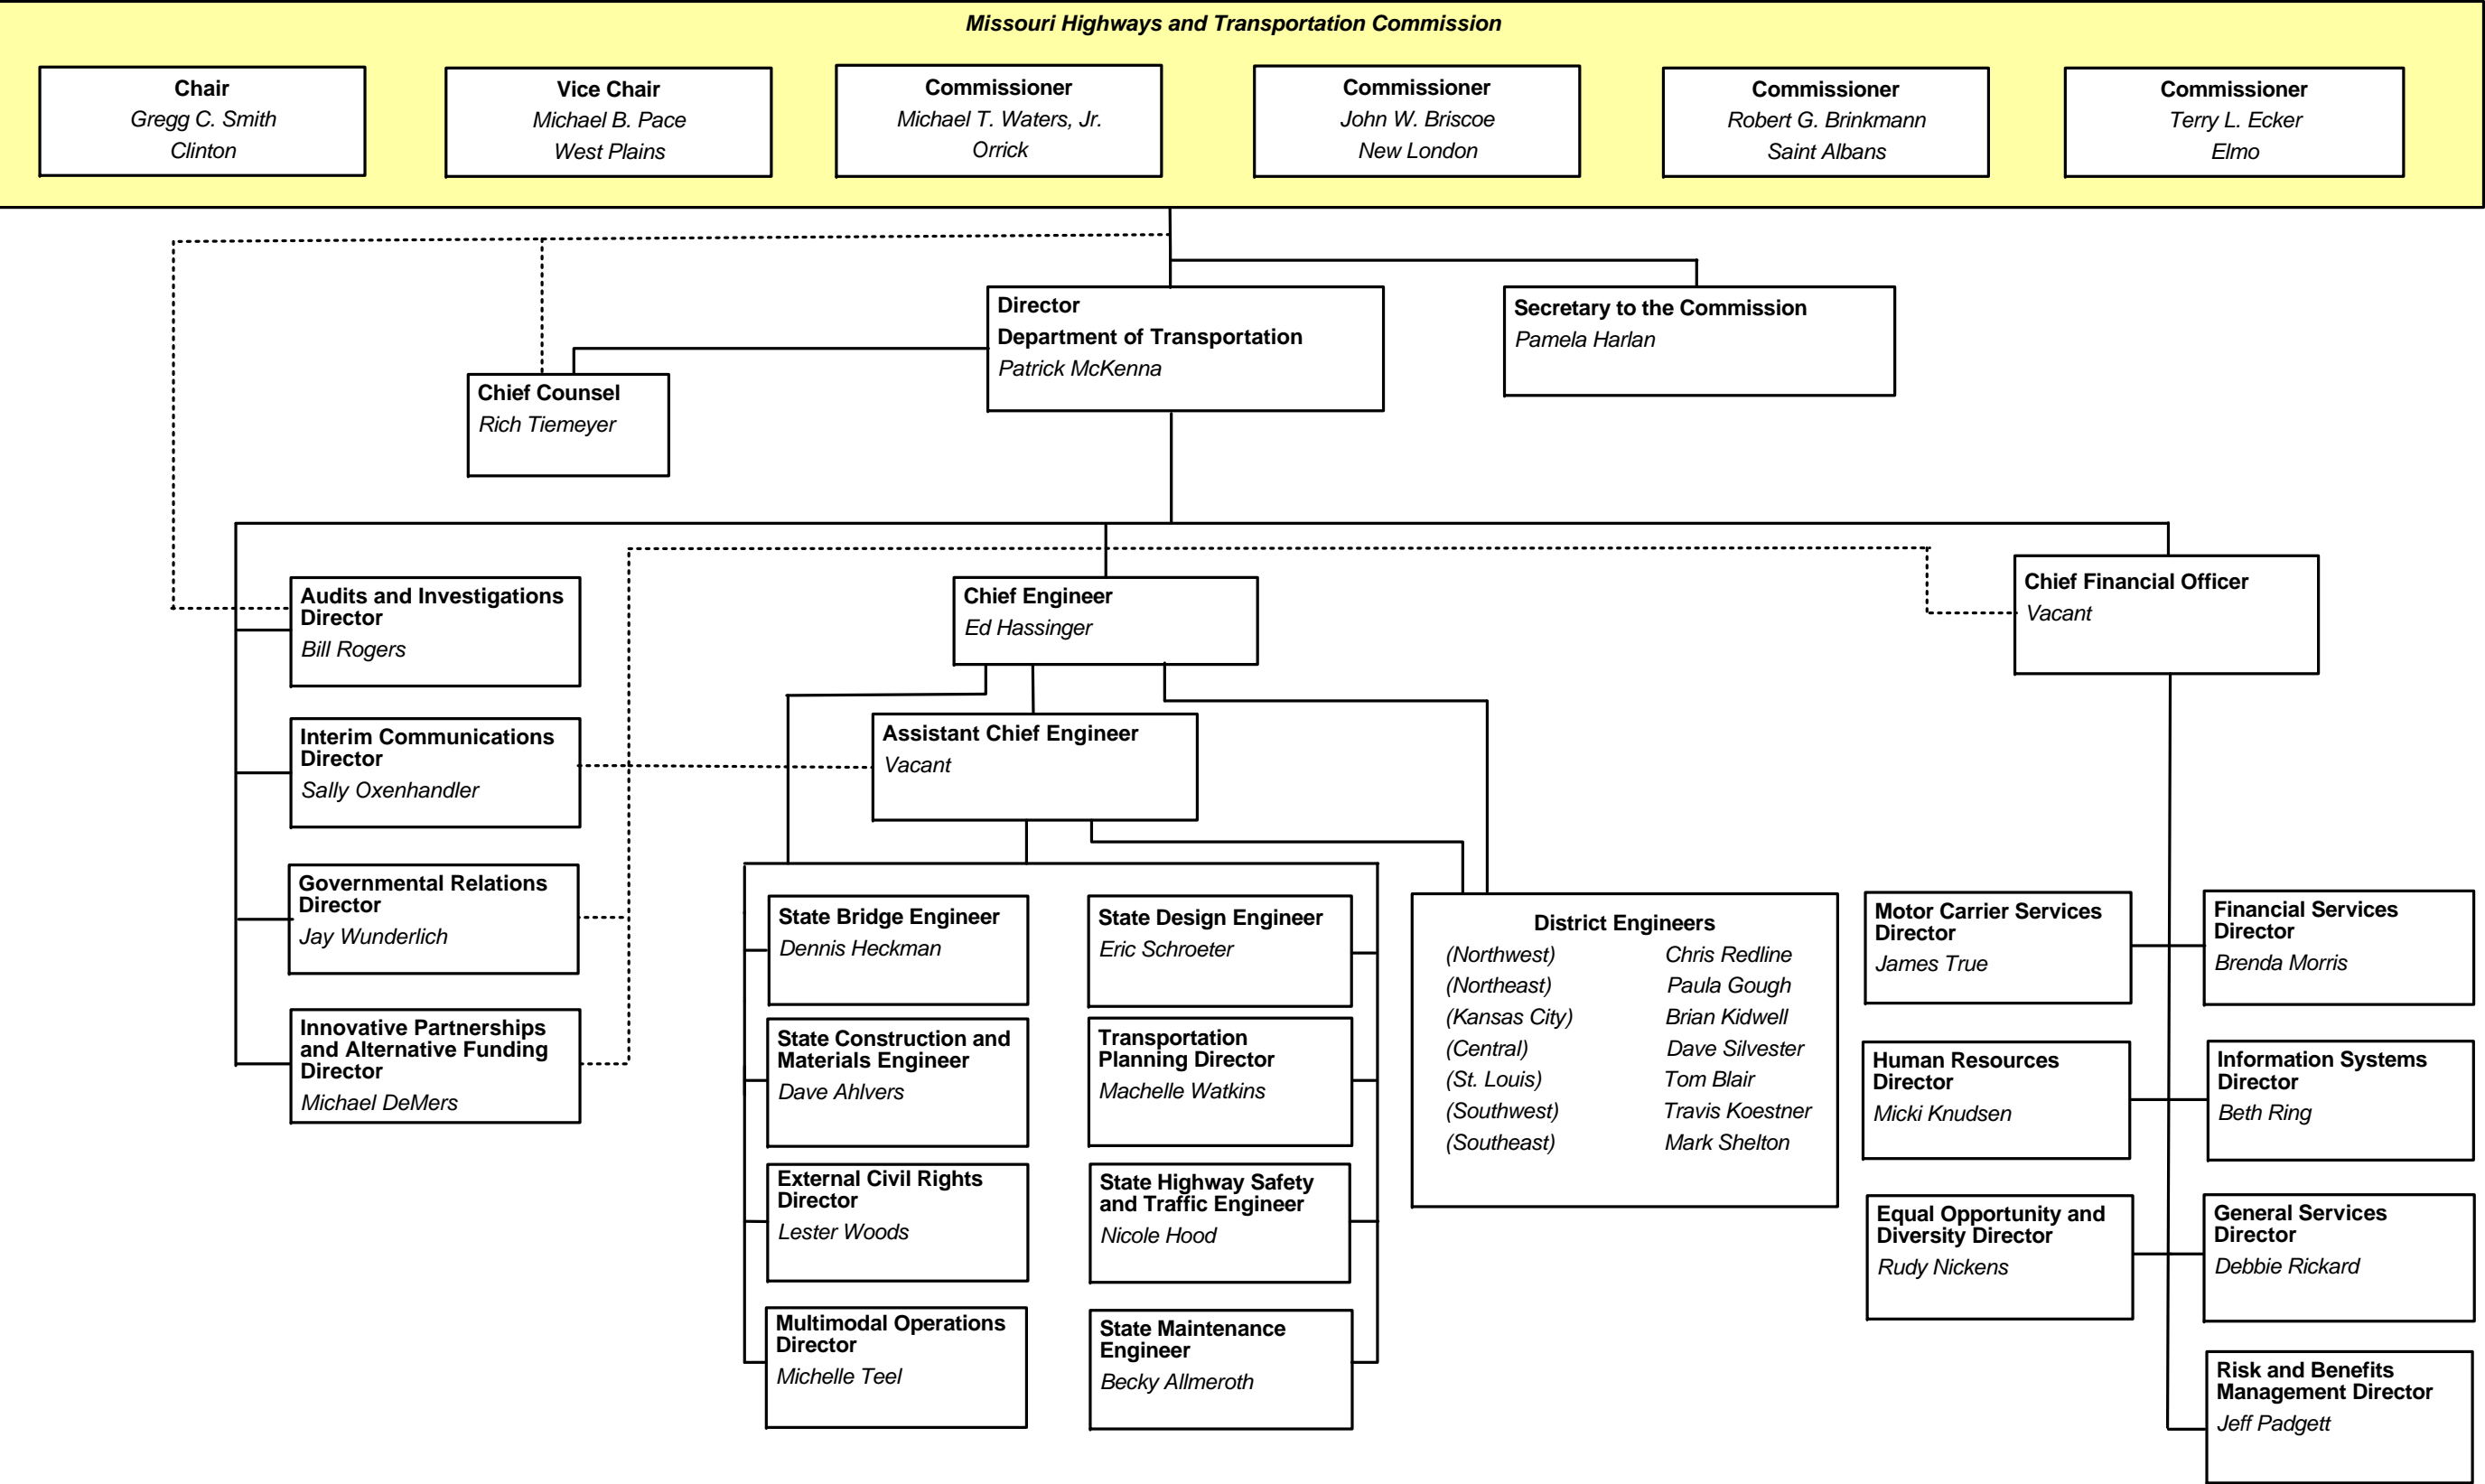 Missouri Highways and Transportation Commission
Chair
Gregg C. Smith
Clinton
Vice Chair
Michael B. Pace
West Plains
Commissioner
Michael T. Waters, Jr.
Orrick
Commissioner
John W. Briscoe
New London
Commissioner
Robert G. Brinkmann
Saint Albans
Commissioner
Terry L. Ecker
Elmo
Director
Department of Transportation
Patrick McKenna
Secretary to the Commission
Pamela Harlan
Chief Counsel
Rich Tiemeyer
Audits and Investigations
Director
Bill Rogers
Interim Communications
Director
Sally Oxenhandler
Governmental Relations
Director
Jay Wunderlich
Innovative Partnerships
and Alternative Funding
Director
Michael DeMers
Chief Engineer
Ed Hassinger
Assistant Chief Engineer
Vacant
State Bridge Engineer
Dennis Heckman
State Construction and
Materials Engineer
Dave Ahlvers
External Civil Rights
Director
Lester Woods
Multimodal Operations
Director
Michelle Teel
State Design Engineer
Eric Schroeter
Transportation
Planning Director
Machelle Watkins
State Highway Safety
and Traffic Engineer
Nicole Hood
State Maintenance
Engineer
Becky Allmeroth
District Engineers
(Northwest) Chris Redline
(Northeast) Paula Gough
(Kansas City) Brian Kidwell
(Central) Dave Silvester
(St. Louis) Tom Blair
(Southwest) Travis Koestner
(Southeast) Mark Shelton
Chief Financial Officer
Vacant
Motor Carrier Services
Director
James True
Human Resources
Director
Micki Knudsen
Equal Opportunity and
Diversity Director
Rudy Nickens
Financial Services
Director
Brenda Morris
Information Systems
Director
Beth Ring
General Services
Director
Debbie Rickard
Risk and Benefits
Management Director
Jeff Padgett